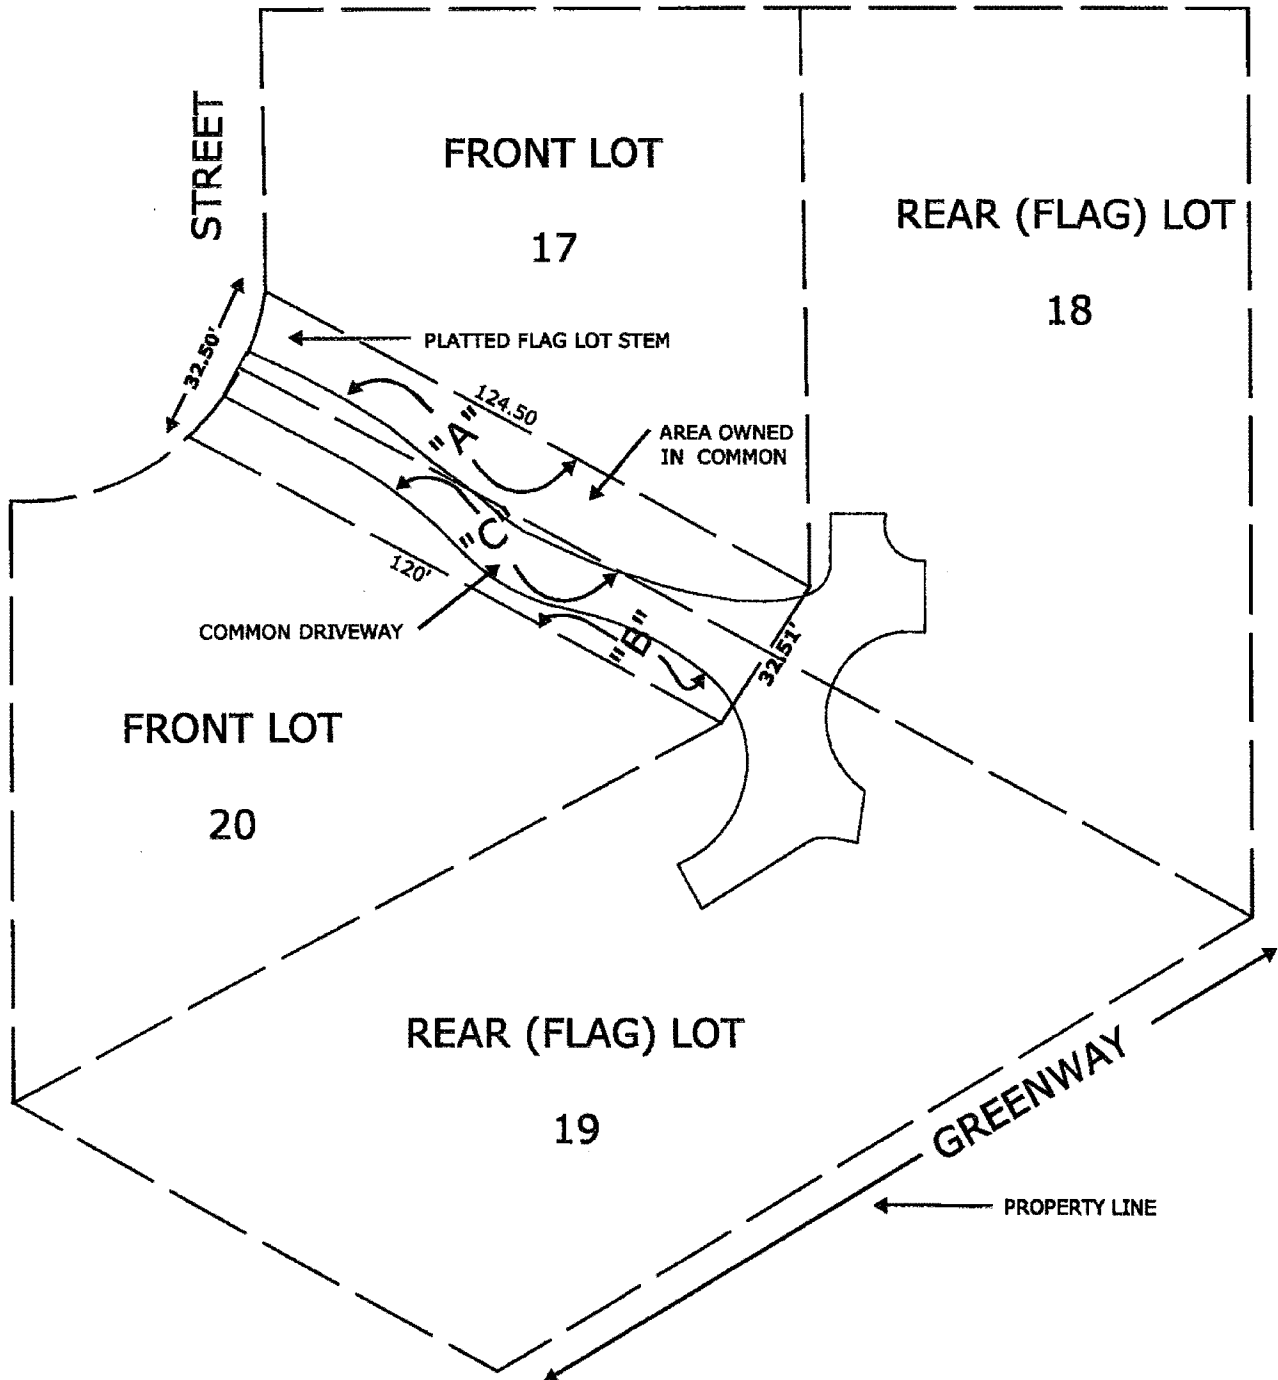 STREET
FRONT LOT
17
REAR (FLAG) LOT
18
32.50'
PLATTED FLAG LOT STEM
124.50
"A"
AREA OWNED
IN COMMON
"C"
120'
COMMON DRIVEWAY
"B"
32.51'
FRONT LOT
20
REAR (FLAG) LOT
19
GREENWAY
PROPERTY LINE